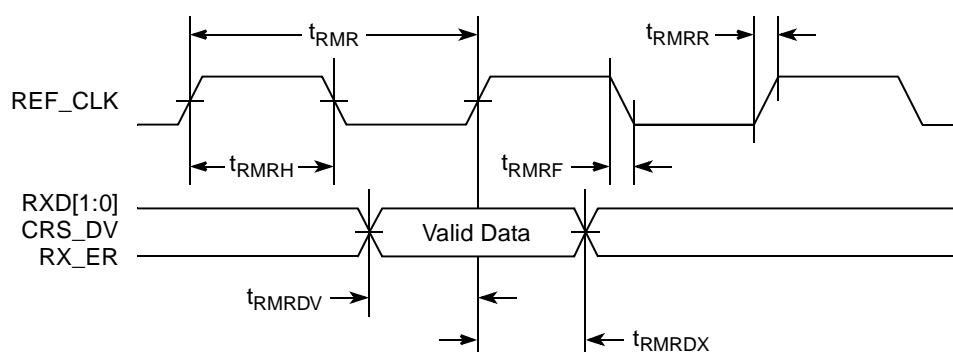 tRMR
tRMRR
REF_CLK
tRMRH
tRMRF
RXD[1:0]
CRS_DV
RX_ER
Valid Data
tRMRDV
tRMRDX